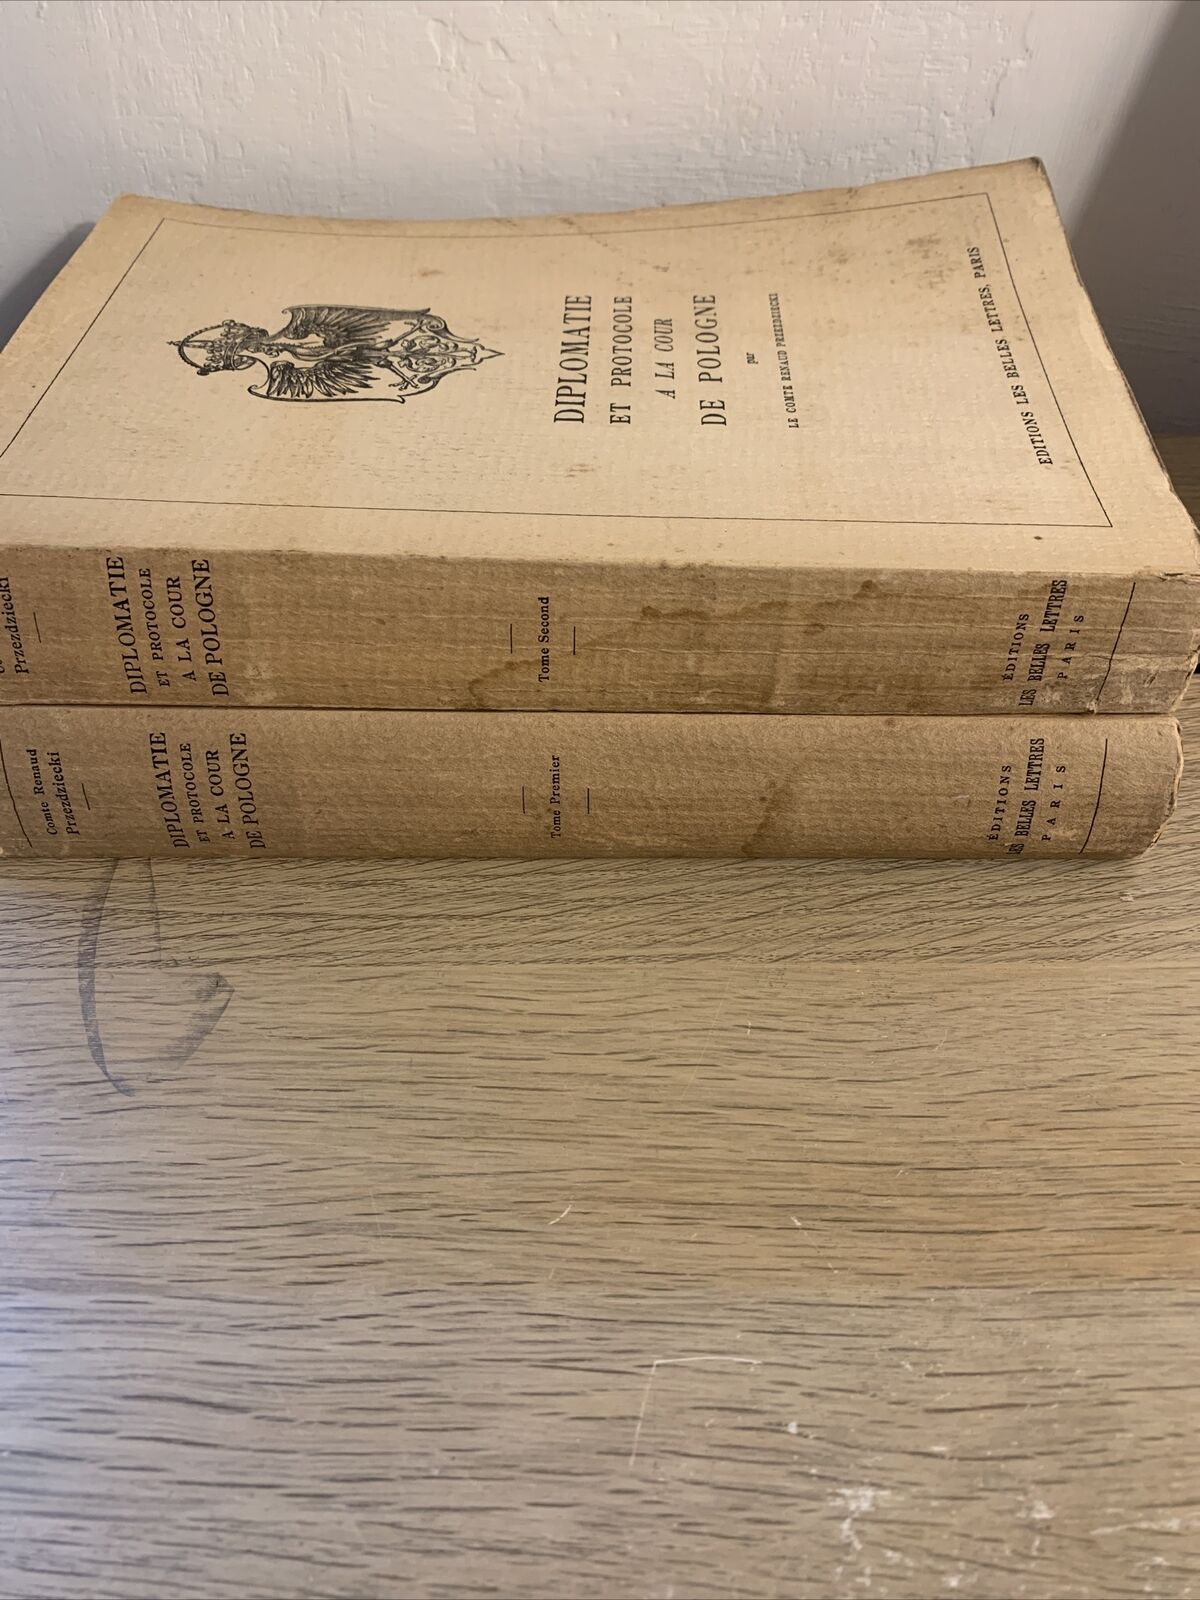 DIPLOMATIE
ET PROTOCOLE
A LA COUR
DE POLOGNE
par
LE COMTE RENAUD PRZEZDZIECKI
EDITIONS LES BELLES LETTRES, PARIS
Przezdziecki
DIPLOMATIE
ET PROTOCOLE
A LA COUR
DE POLOGNE
Tome Second
ÉDITIONS
LES BELLES LETTRES
PARIS
Comte Renaud
Przezdziecki
DIPLOMATIE
ET PROTOCOLE
A LA COUR
DE POLOGNE
Tome Premier
ÉDITIONS
LES BELLES LETTRES
PARIS